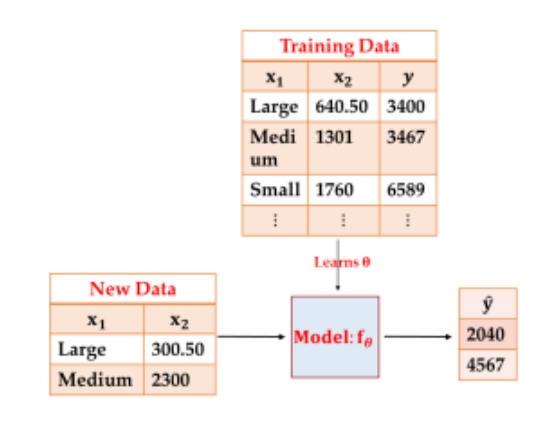 Training Data
x₁ x₂ y
Large 640.50 3400
Medi 1301 3467
um
Small 1760 6589
⋮ ⋮ ⋮
Learns θ
New Data
x₁ x₂
Large 300.50
Medium 2300
Model: f_θ
ŷ
2040
4567